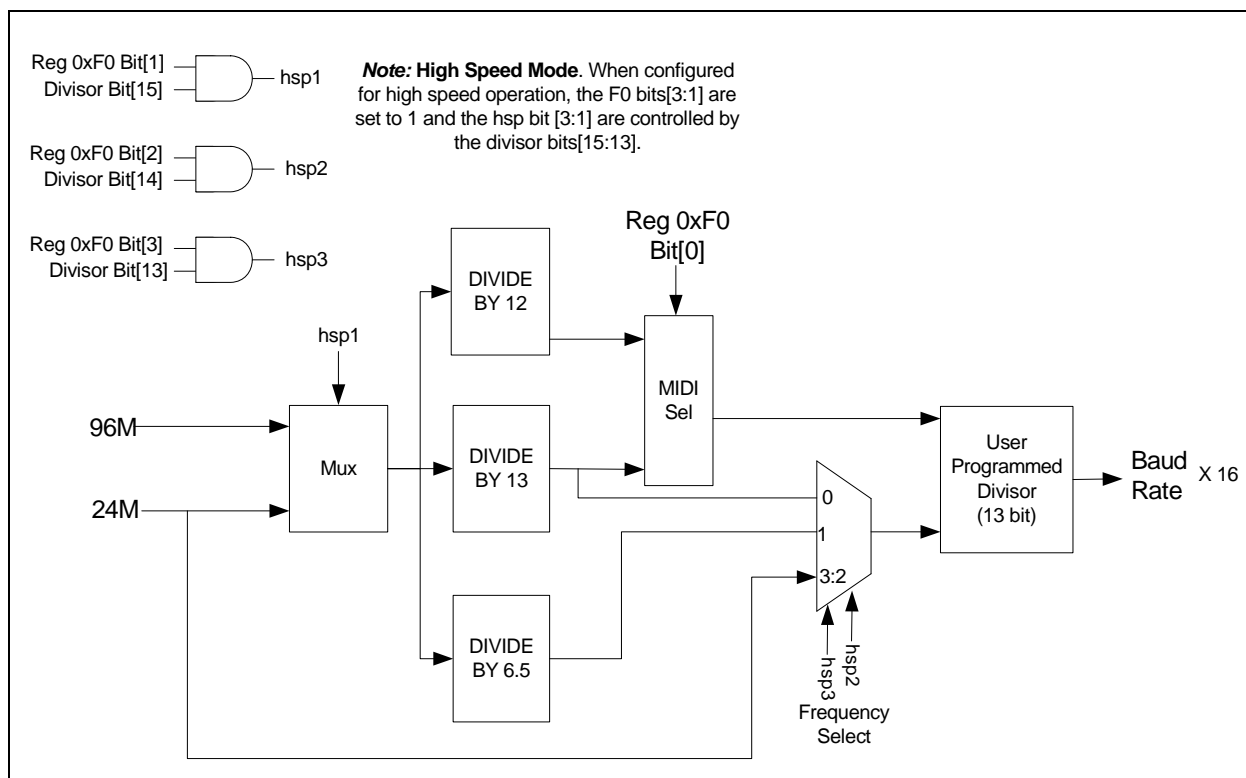 Reg 0xF0 Bit[1]
Divisor Bit[15]
hsp1
Note: High Speed Mode. When configured
for high speed operation, the F0 bits[3:1] are
set to 1 and the hsp bit [3:1] are controlled by
the divisor bits[15:13].
Reg 0xF0 Bit[2]
Divisor Bit[14]
hsp2
Reg 0xF0 Bit[3]
Divisor Bit[13]
hsp3
Reg 0xF0
Bit[0]
DIVIDE
BY 12
hsp1
MIDI
Sel
96M
24M
Mux
DIVIDE
BY 13
User
Programmed
Divisor
(13 bit)
Baud
Rate
X 16
0
1
3:2
DIVIDE
BY 6.5
hsp3
hsp2
Frequency
Select